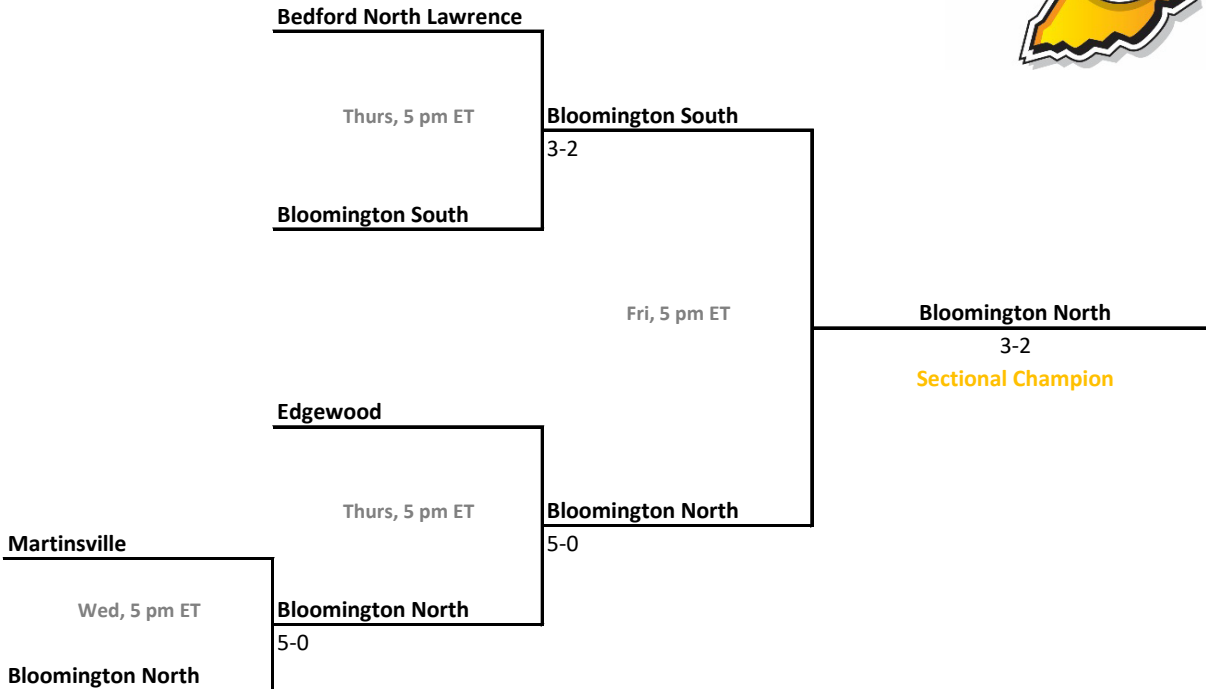 Bedford North Lawrence
Thurs, 5 pm ET
Bloomington South
3-2
Bloomington South
Fri, 5 pm ET
Bloomington North
3-2
Sectional Champion
Edgewood
Thurs, 5 pm ET
Bloomington North
5-0
Martinsville
Wed, 5 pm ET
Bloomington North
5-0
Bloomington North